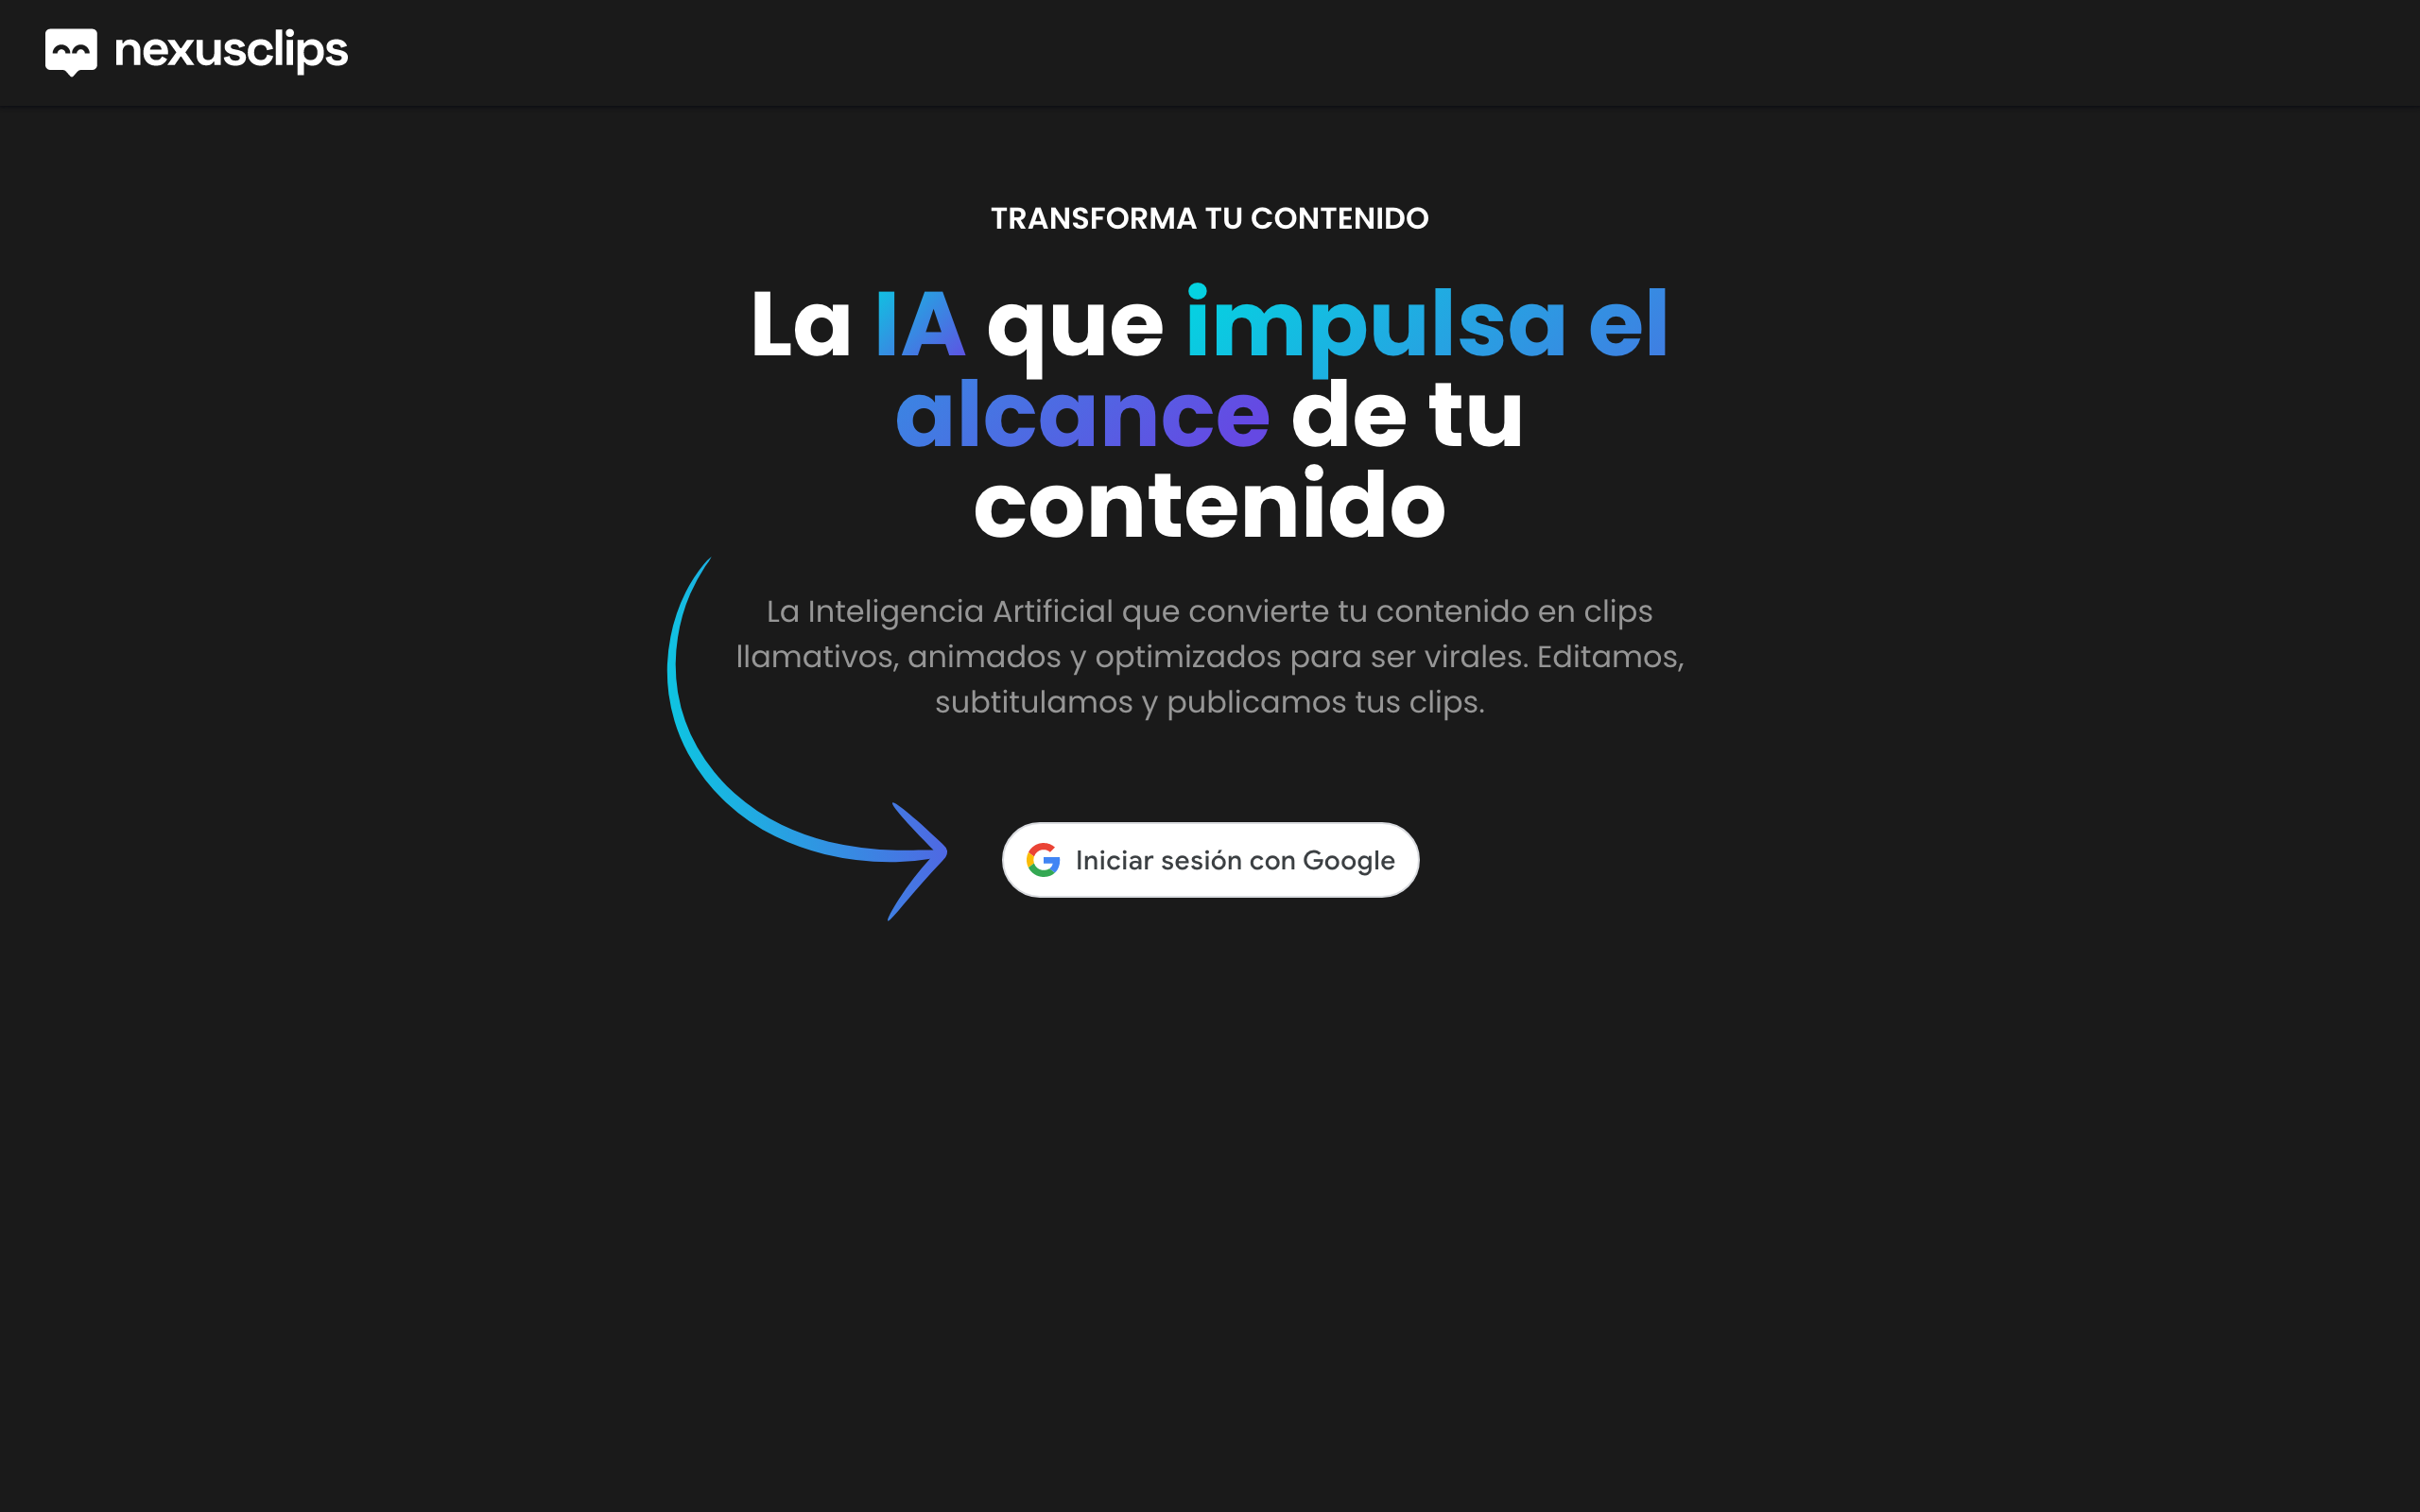 nexusclips
TRANSFORMA TU CONTENIDO
La IA que impulsa el
alcance de tu
contenido
La Inteligencia Artificial que convierte tu contenido en clips
llamativos, animados y optimizados para ser virales. Editamos,
subtitulamos y publicamos tus clips.
Iniciar sesión con Google